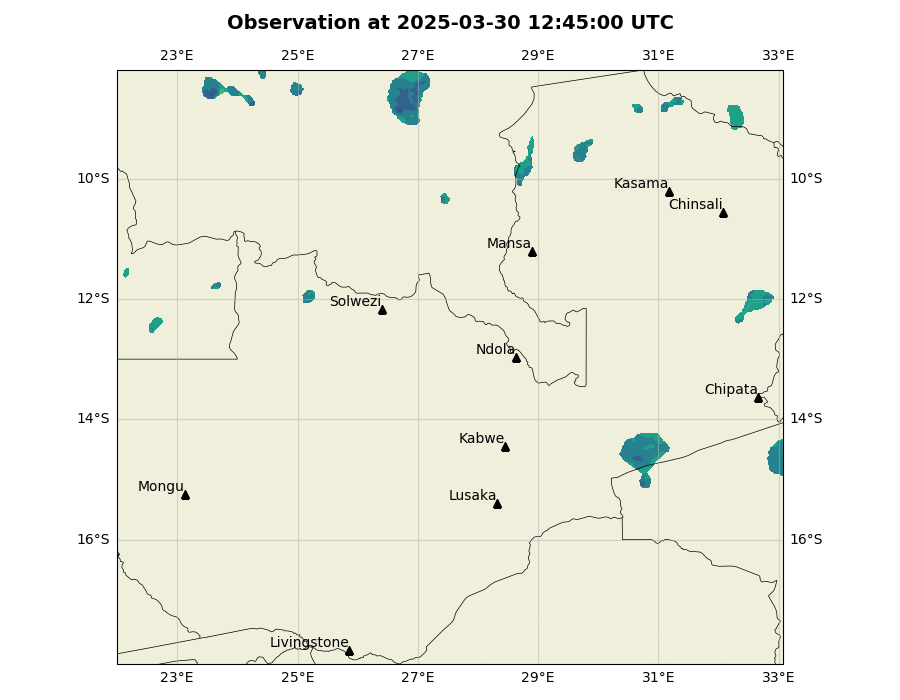 Observation at 2025-03-30 12:45:00 UTC
23°E 25°E 27°E 29°E 31°E 33°E
10°S 10°S
Kasama
Chinsali
Mansa
12°S 12°S
Solwezi
Ndola
Chipata
14°S 14°S
Kabwe
Mongu
Lusaka
16°S 16°S
Livingstone
23°E 25°E 27°E 29°E 31°E 33°E